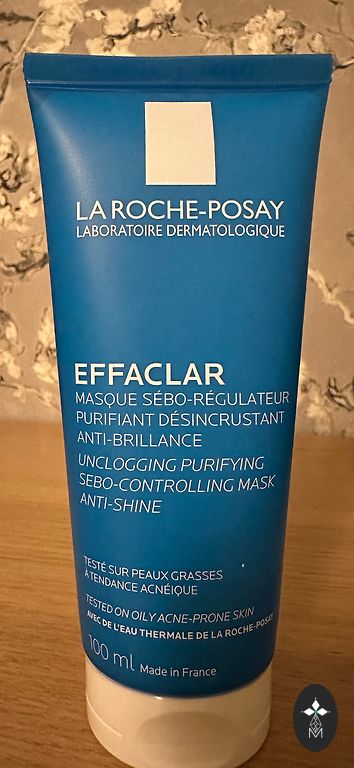 LA ROCHE-POSAY
LABORATOIRE DERMATOLOGIQUE
EFFACLAR
MASQUE SÉBO-RÉGULATEUR
PURIFIANT DÉSINCRUSTANT
ANTI-BRILLANCE
UNCLOGGING PURIFYING
SEBO-CONTROLLING MASK
ANTI-SHINE
TESTÉ SUR PEAUX GRASSES
À TENDANCE ACNÉIQUE
TESTED ON OILY ACNE-PRONE SKIN
AVEC DE L'EAU THERMALE DE LA ROCHE-POSAY
100 ml Made in France
M